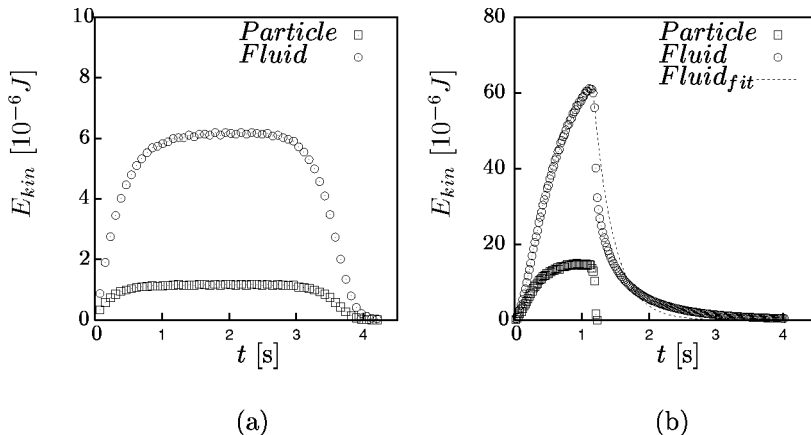 10
8
6
4
2
0
E_kin [10^-6 J]
Particle
Fluid
0 1 2 3 4
t [s]
(a)
80
60
40
20
0
E_kin [10^-6 J]
Particle
Fluid
Fluid_fit
0 1 2 3 4
t [s]
(b)